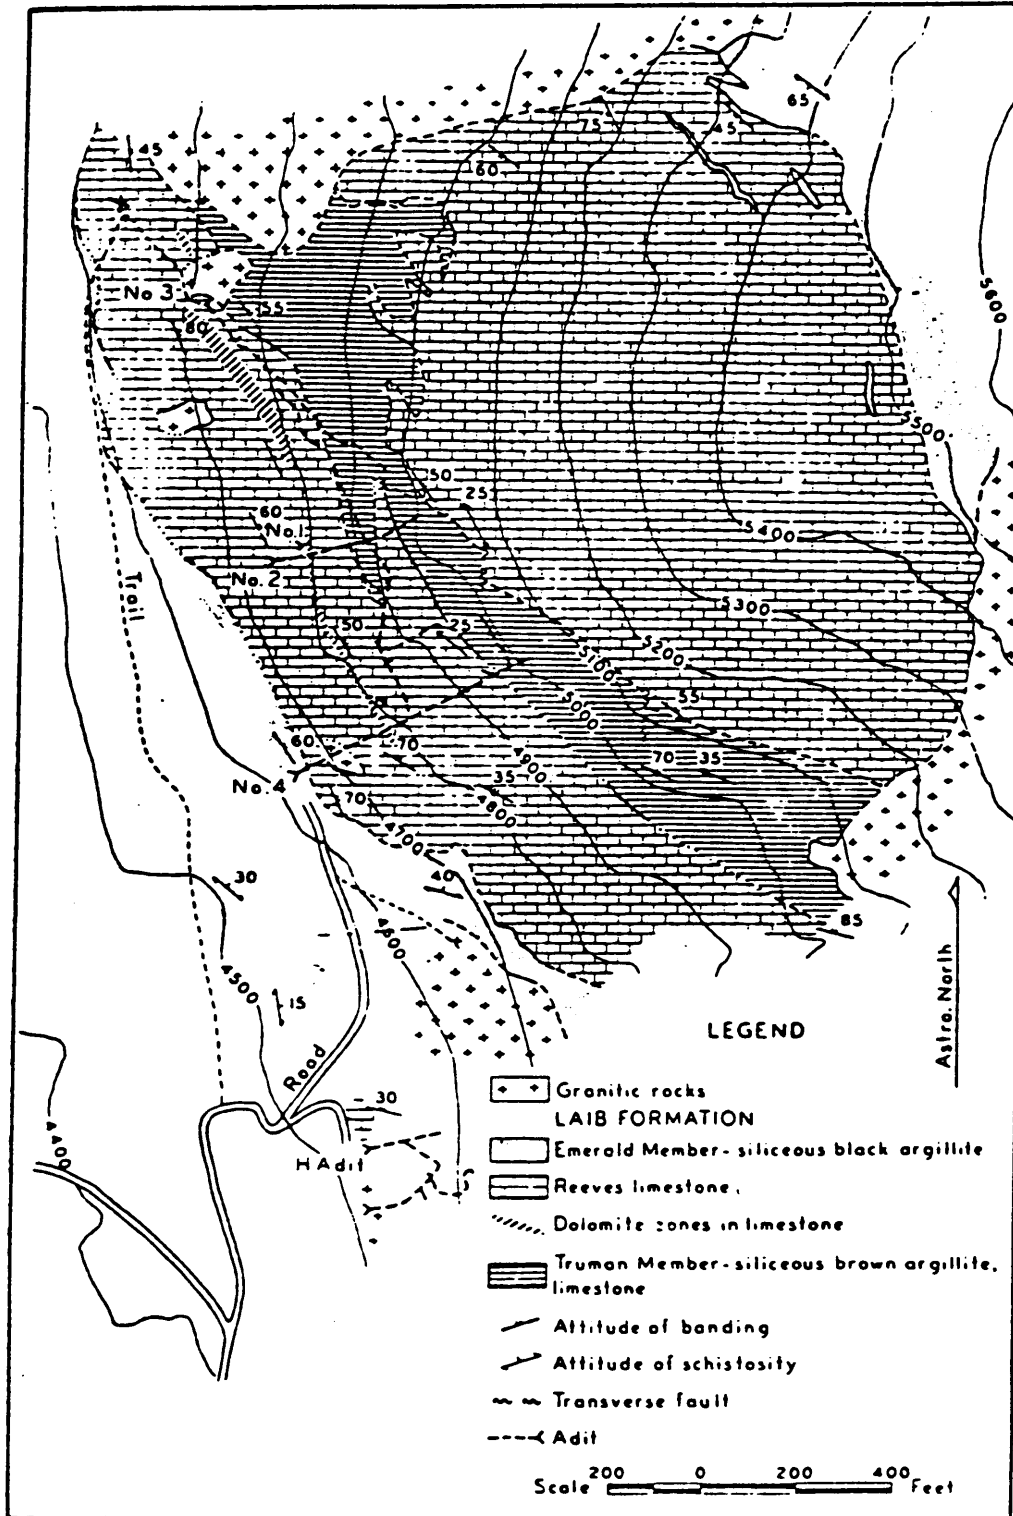 65
75
45
45
60
5600
No 3
55
80
5500
50
25
60
No.1
5400
No.2
5300
Trail
50
25
5200
5100
55
5000
60
70
4900
70
35
No.4
35
70
4800
4700
30
40
85
4600
4500
15
Astro. North
LEGEND
Road
Granitic rocks
LAIB FORMATION
30
4400
Emerald Member - siliceous black argillite
H Adit
Reeves limestone
Dolomite zones in limestone
Truman Member - siliceous brown argillite,
limestone
Attitude of banding
Attitude of schistosity
Transverse fault
Adit
Scale 200 0 200 400 Feet